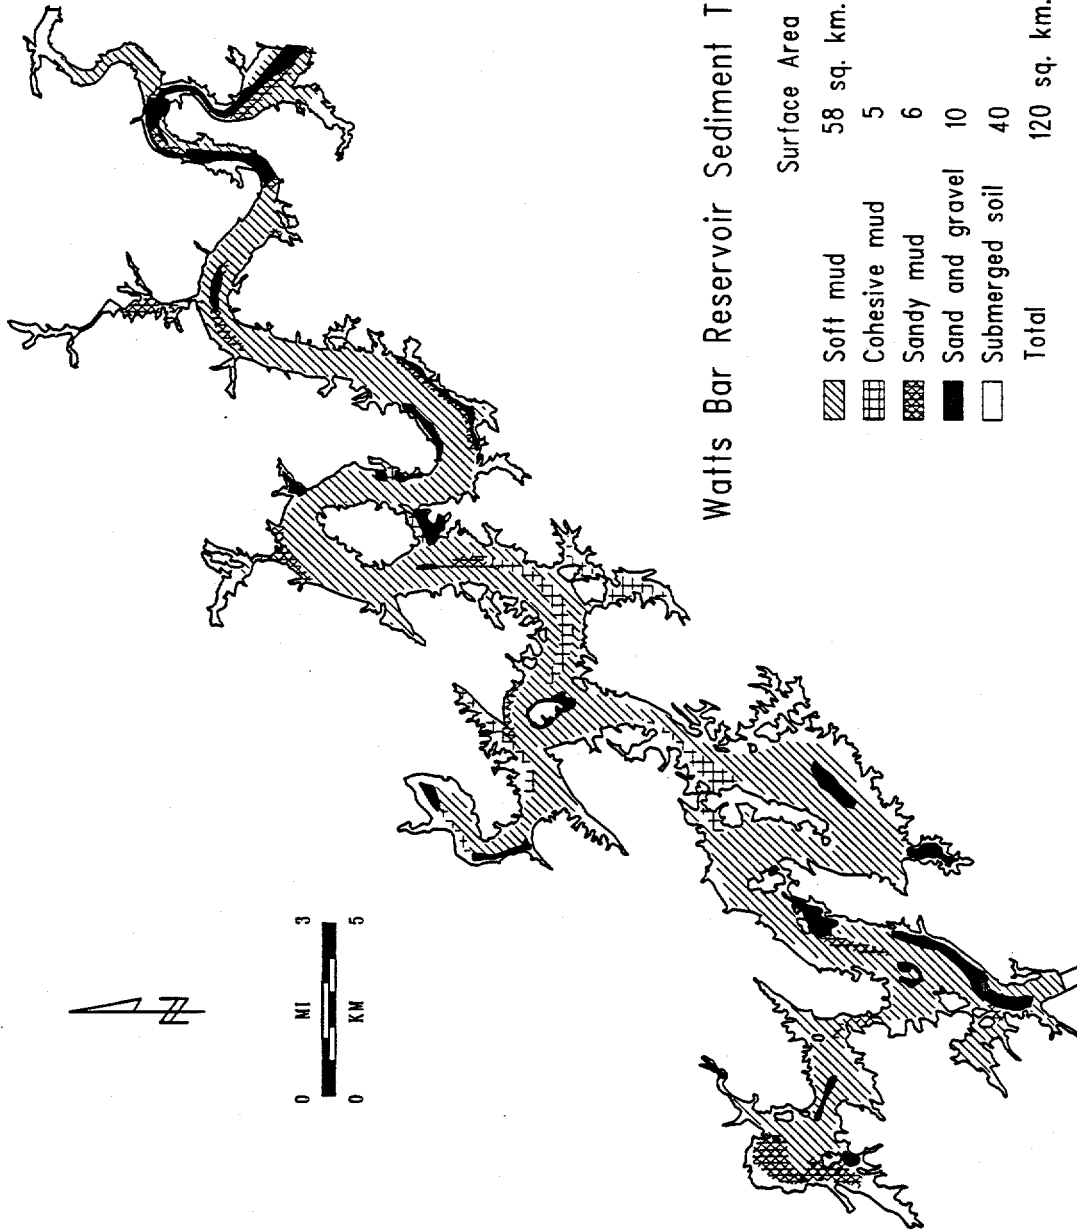 0 MI 3
0 KM 5
N
Watts Bar Reservoir Sediment T
Surface Area
Soft mud 58 sq. km.
Cohesive mud 5
Sandy mud 6
Sand and gravel 10
Submerged soil 40
Total 120 sq. km.